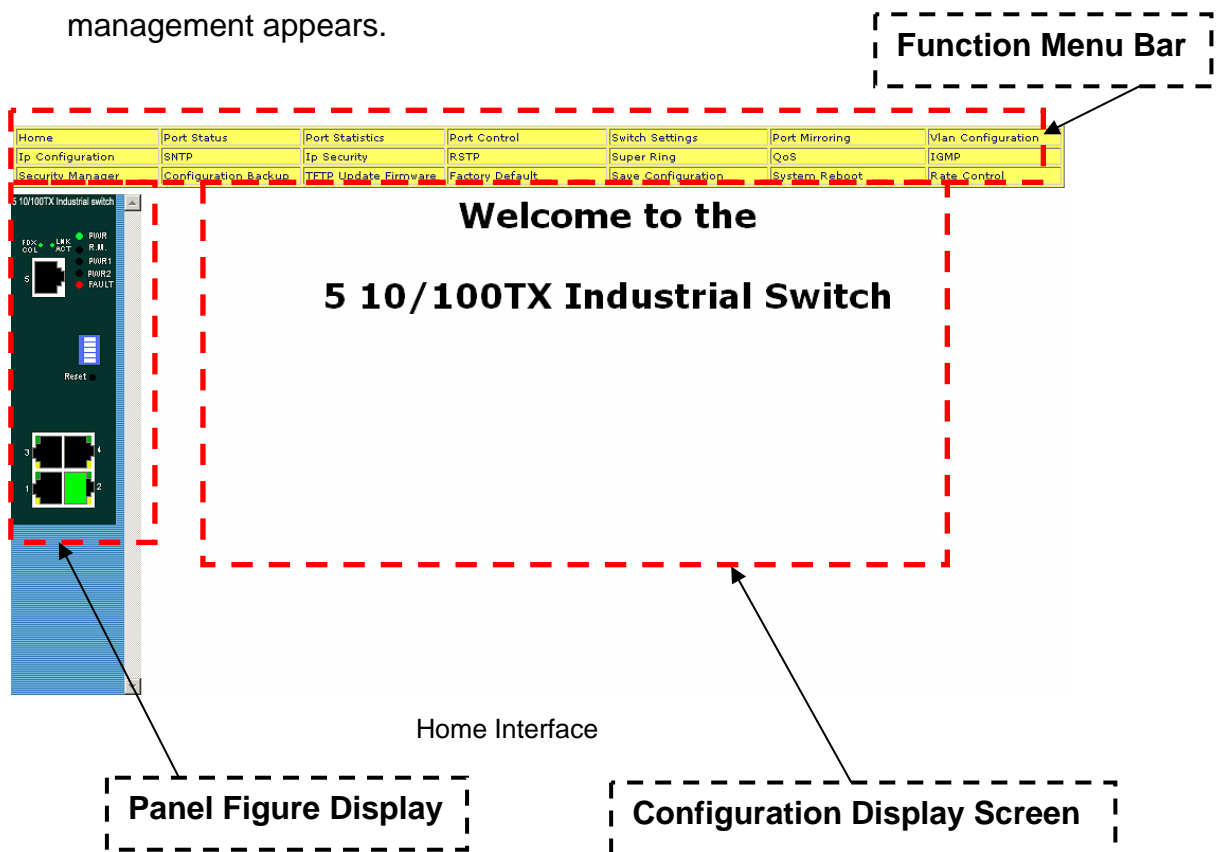 management appears.
Function Menu Bar
Home Port Status Port Statistics Port Control Switch Settings Port Mirroring Vlan Configuration
Ip Configuration SNTP Ip Security RSTP Super Ring QoS IGMP
Security Manager Configuration Backup TFTP Update Firmware Factory Default Save Configuration System Reboot Rate Control
5 10/100TX Industrial switch
Welcome to the
5 10/100TX Industrial Switch
FDX LNK PWR
COL ACT R.M.
PWR1
PWR2
5 FAULT
Reset
3 4
1 2
Home Interface
Panel Figure Display
Configuration Display Screen